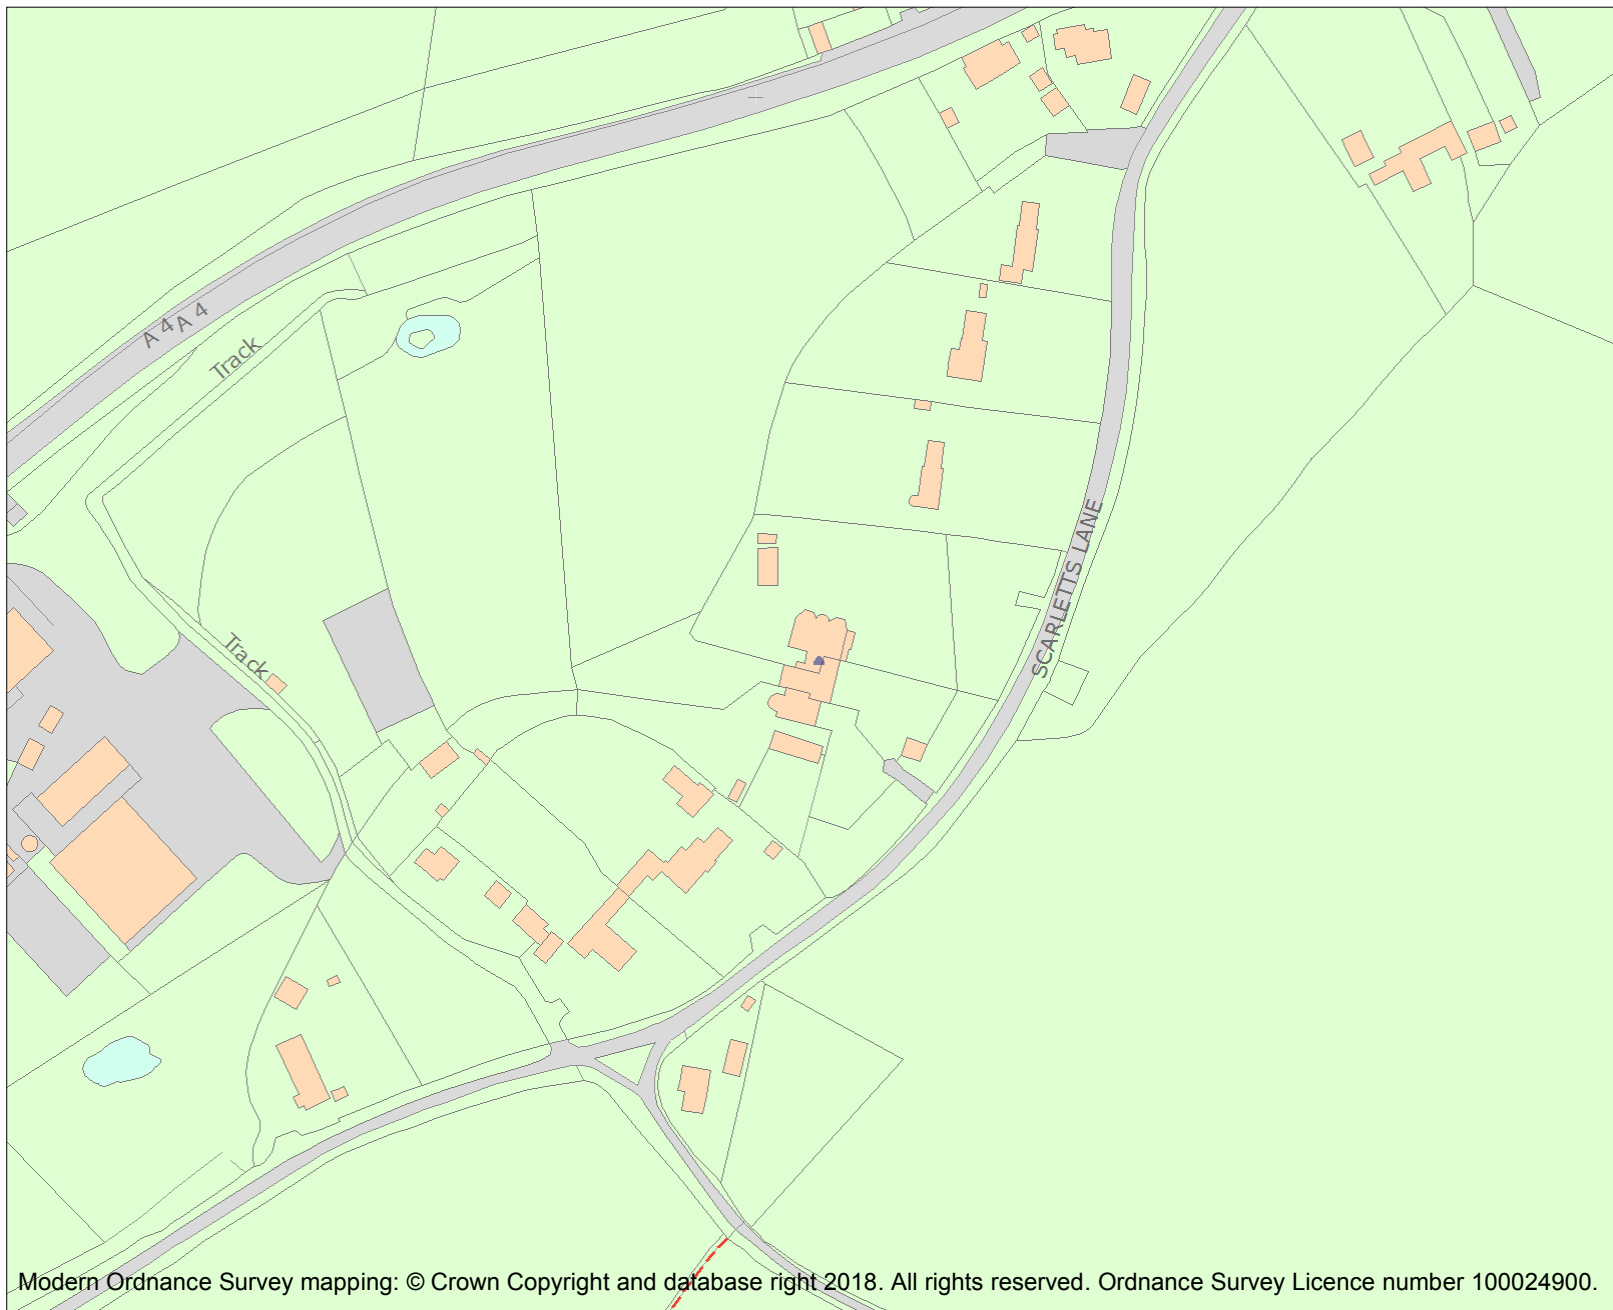 A 4
A 4
Track
SCARLETTS LANE
Track
Modern Ordnance Survey mapping: © Crown Copyright and database right 2018. All rights reserved. Ordnance Survey Licence number 100024900.